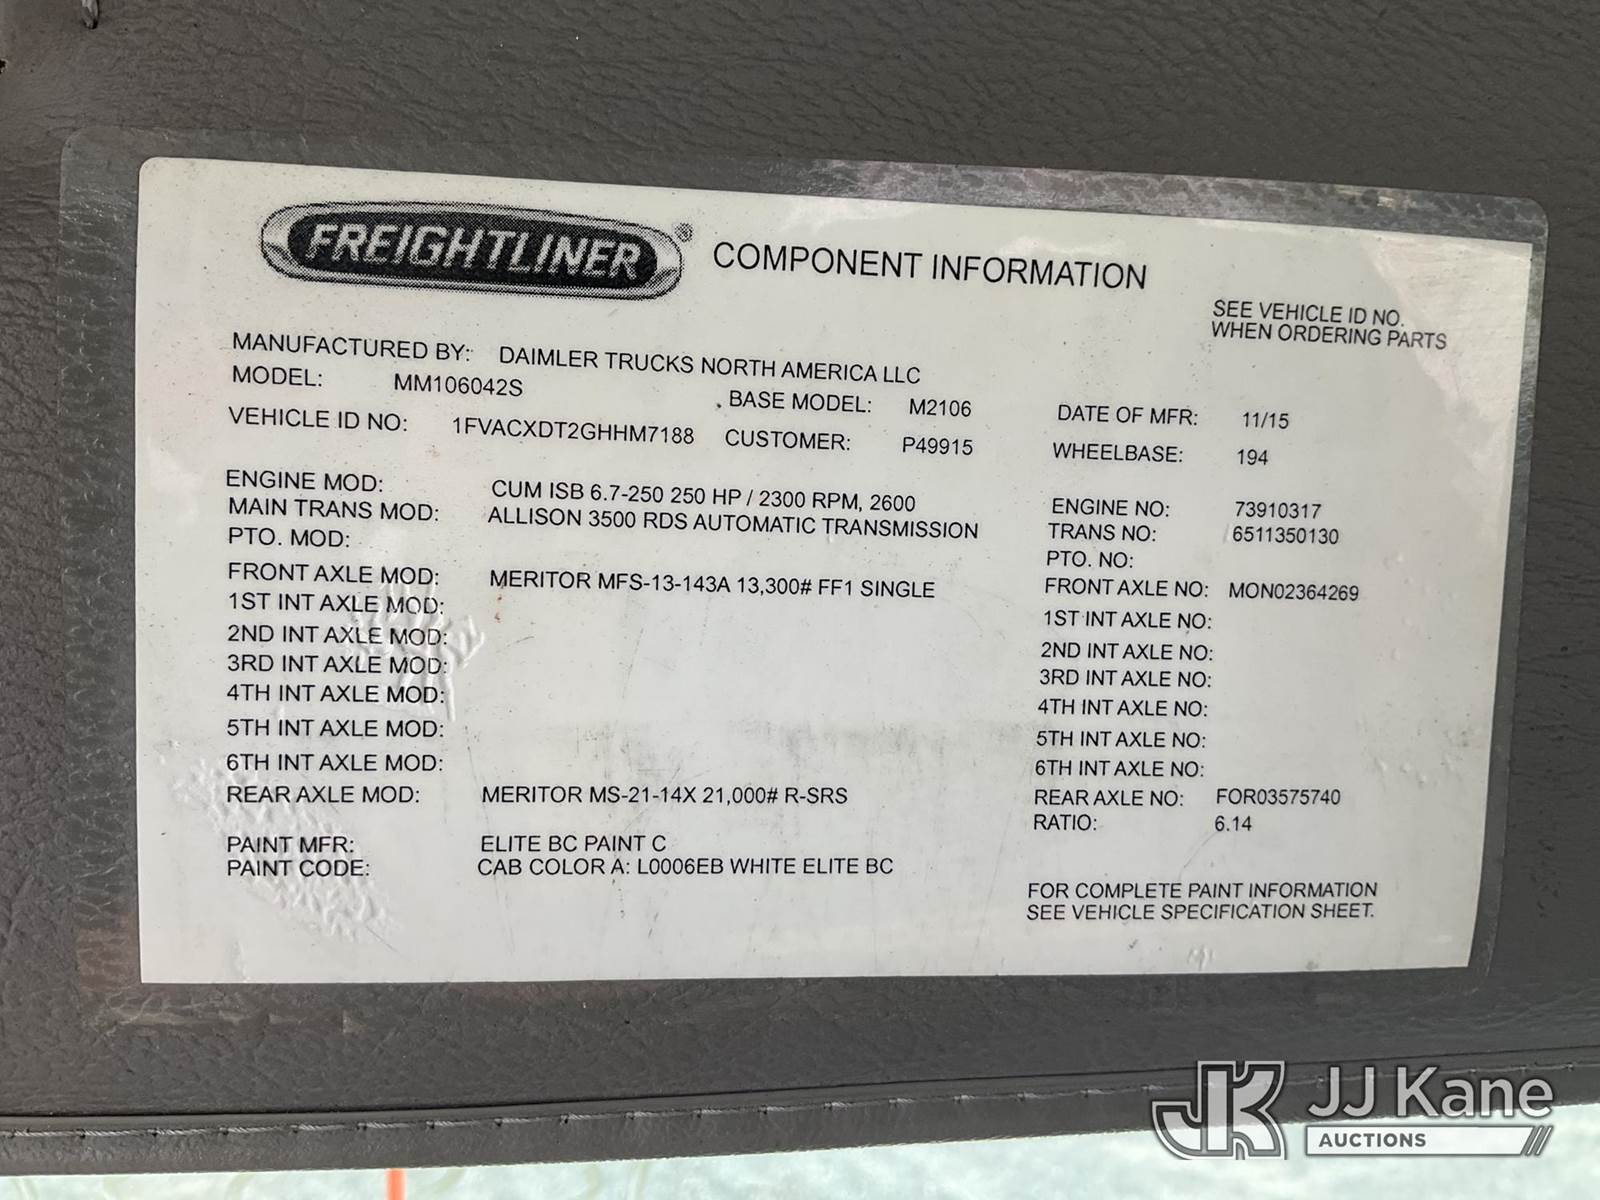 FREIGHTLINER® COMPONENT INFORMATION
SEE VEHICLE ID NO.
WHEN ORDERING PARTS
MANUFACTURED BY: DAIMLER TRUCKS NORTH AMERICA LLC
MODEL: MM106042S BASE MODEL: M2106 DATE OF MFR: 11/15
VEHICLE ID NO: 1FVACXDT2GHHM7188 CUSTOMER: P49915 WHEELBASE: 194
ENGINE MOD: CUM ISB 6.7-250 250 HP / 2300 RPM, 2600 ENGINE NO: 73910317
MAIN TRANS MOD: ALLISON 3500 RDS AUTOMATIC TRANSMISSION TRANS NO: 6511350130
PTO. MOD: PTO. NO:
FRONT AXLE MOD: MERITOR MFS-13-143A 13,300# FF1 SINGLE FRONT AXLE NO: MON02364269
1ST INT AXLE MOD: 1ST INT AXLE NO:
2ND INT AXLE MOD: 2ND INT AXLE NO:
3RD INT AXLE MOD: 3RD INT AXLE NO:
4TH INT AXLE MOD: 4TH INT AXLE NO:
5TH INT AXLE MOD: 5TH INT AXLE NO:
6TH INT AXLE MOD: 6TH INT AXLE NO:
REAR AXLE MOD: MERITOR MS-21-14X 21,000# R-SRS REAR AXLE NO: FOR03575740
RATIO: 6.14
PAINT MFR: ELITE BC PAINT C
PAINT CODE: CAB COLOR A: L0006EB WHITE ELITE BC
FOR COMPLETE PAINT INFORMATION
SEE VEHICLE SPECIFICATION SHEET.
JK JJ Kane
AUCTIONS